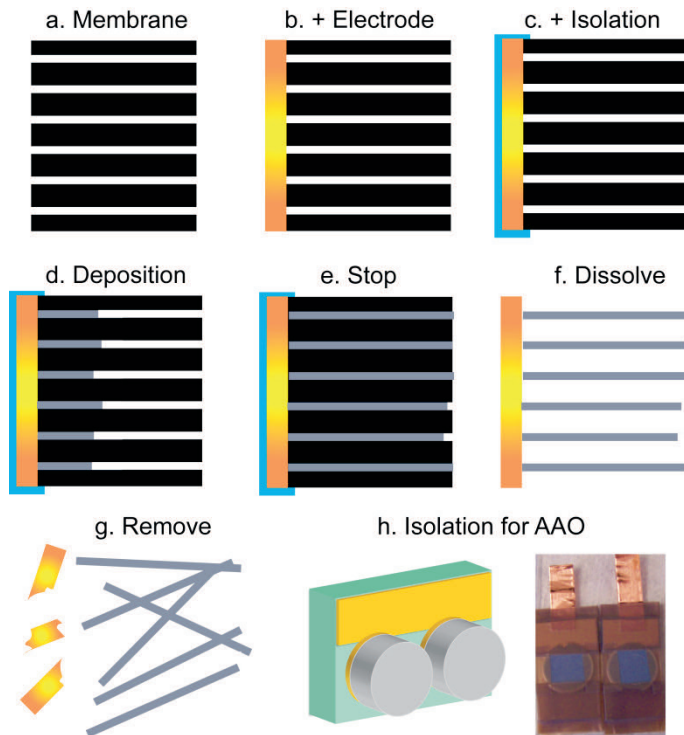 a. Membrane
b. + Electrode
c. + Isolation
d. Deposition
e. Stop
f. Dissolve
g. Remove
h. Isolation for AAO